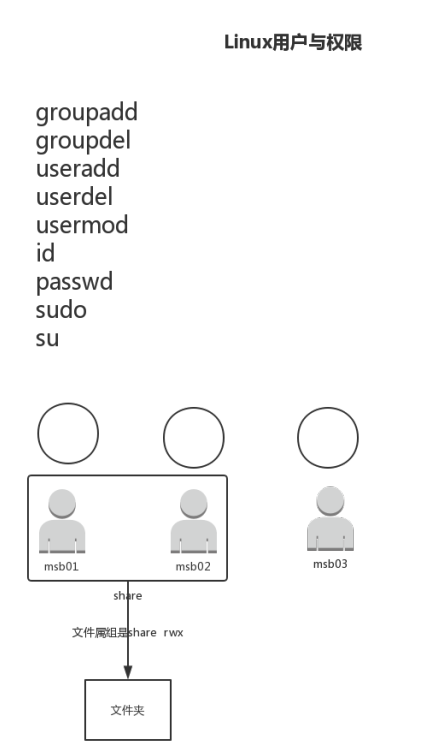 Linux用户与权限
groupadd
groupdel
useradd
userdel
usermod
id
passwd
sudo
su
msb01
msb02
msb03
share
文件属组是share rwx
文件夹